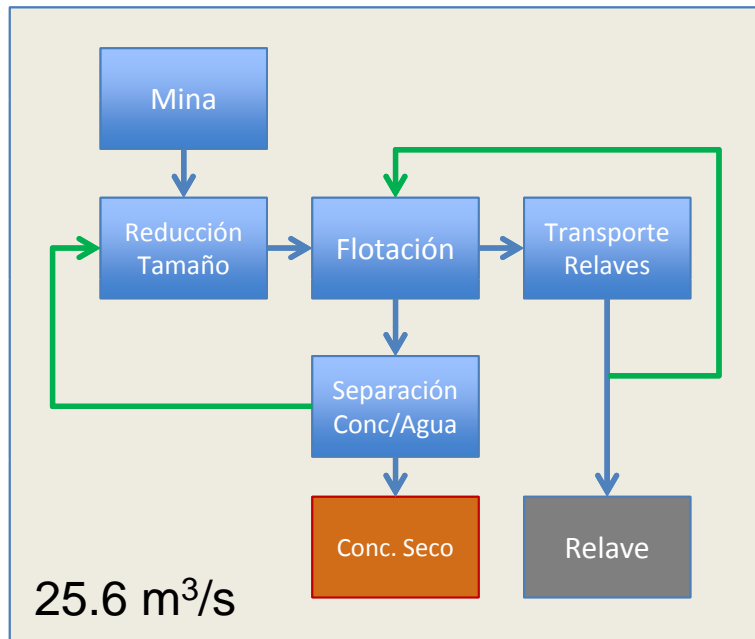 Mina
Reducción
Tamaño
Flotación
Transporte
Relaves
Separación
Conc/Agua
Conc. Seco
Relave
25.6 m³/s